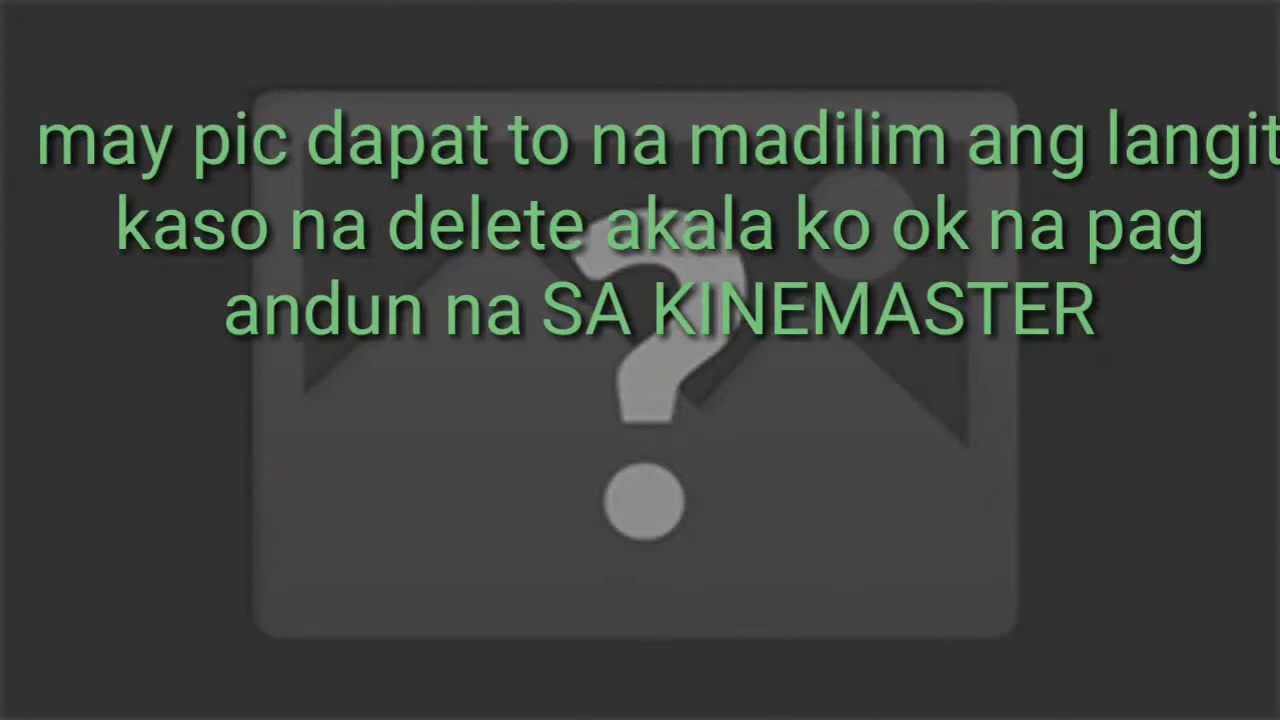 may pic dapat to na madilim ang langit
kaso na delete akala ko ok na pag
andun na SA KINEMASTER